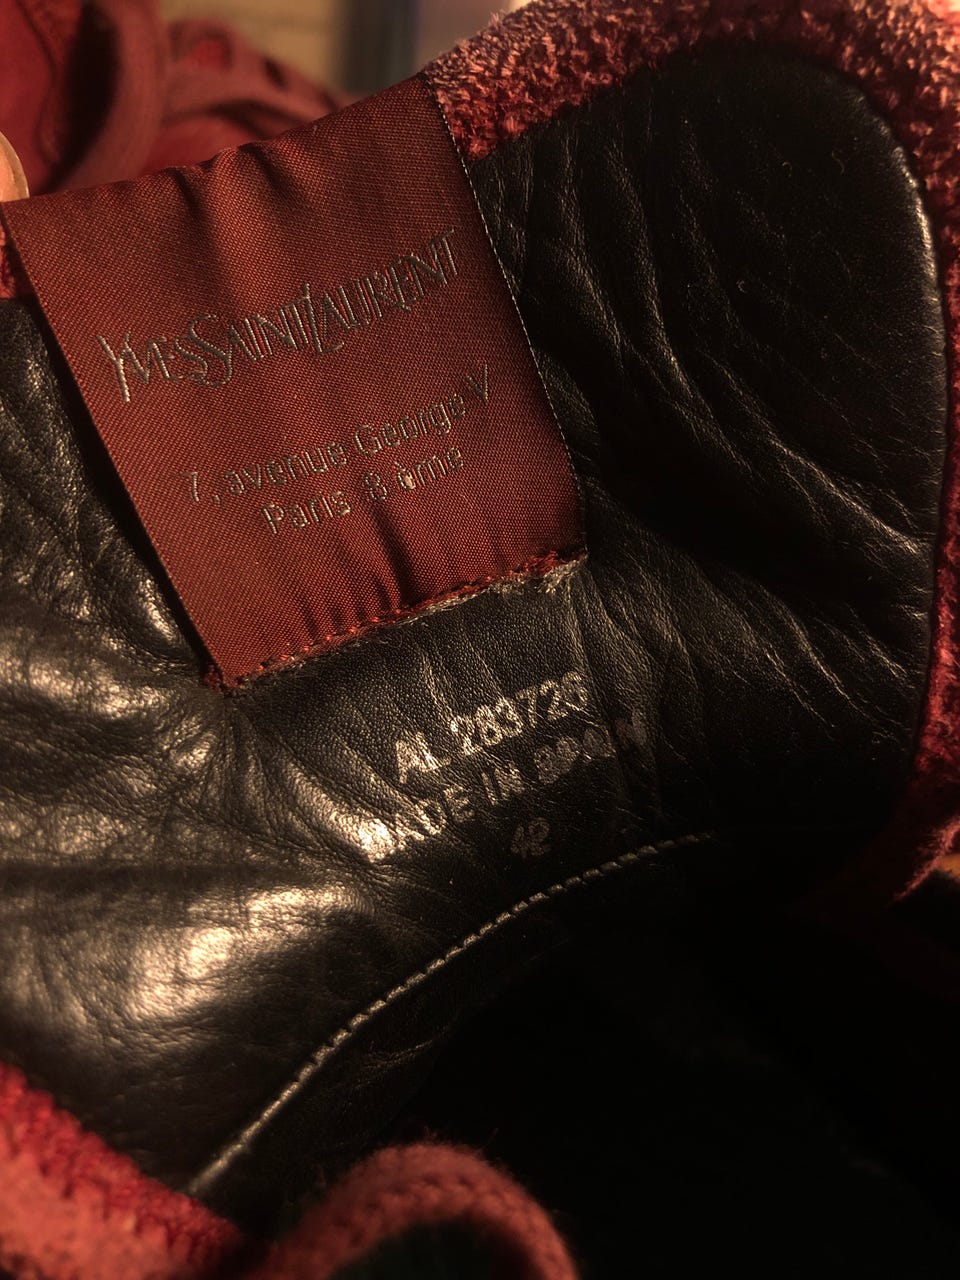 YVESSAINTLAURENT
7, avenue George V
Paris 8 ème
AL 283726
MADE IN SPAIN
42